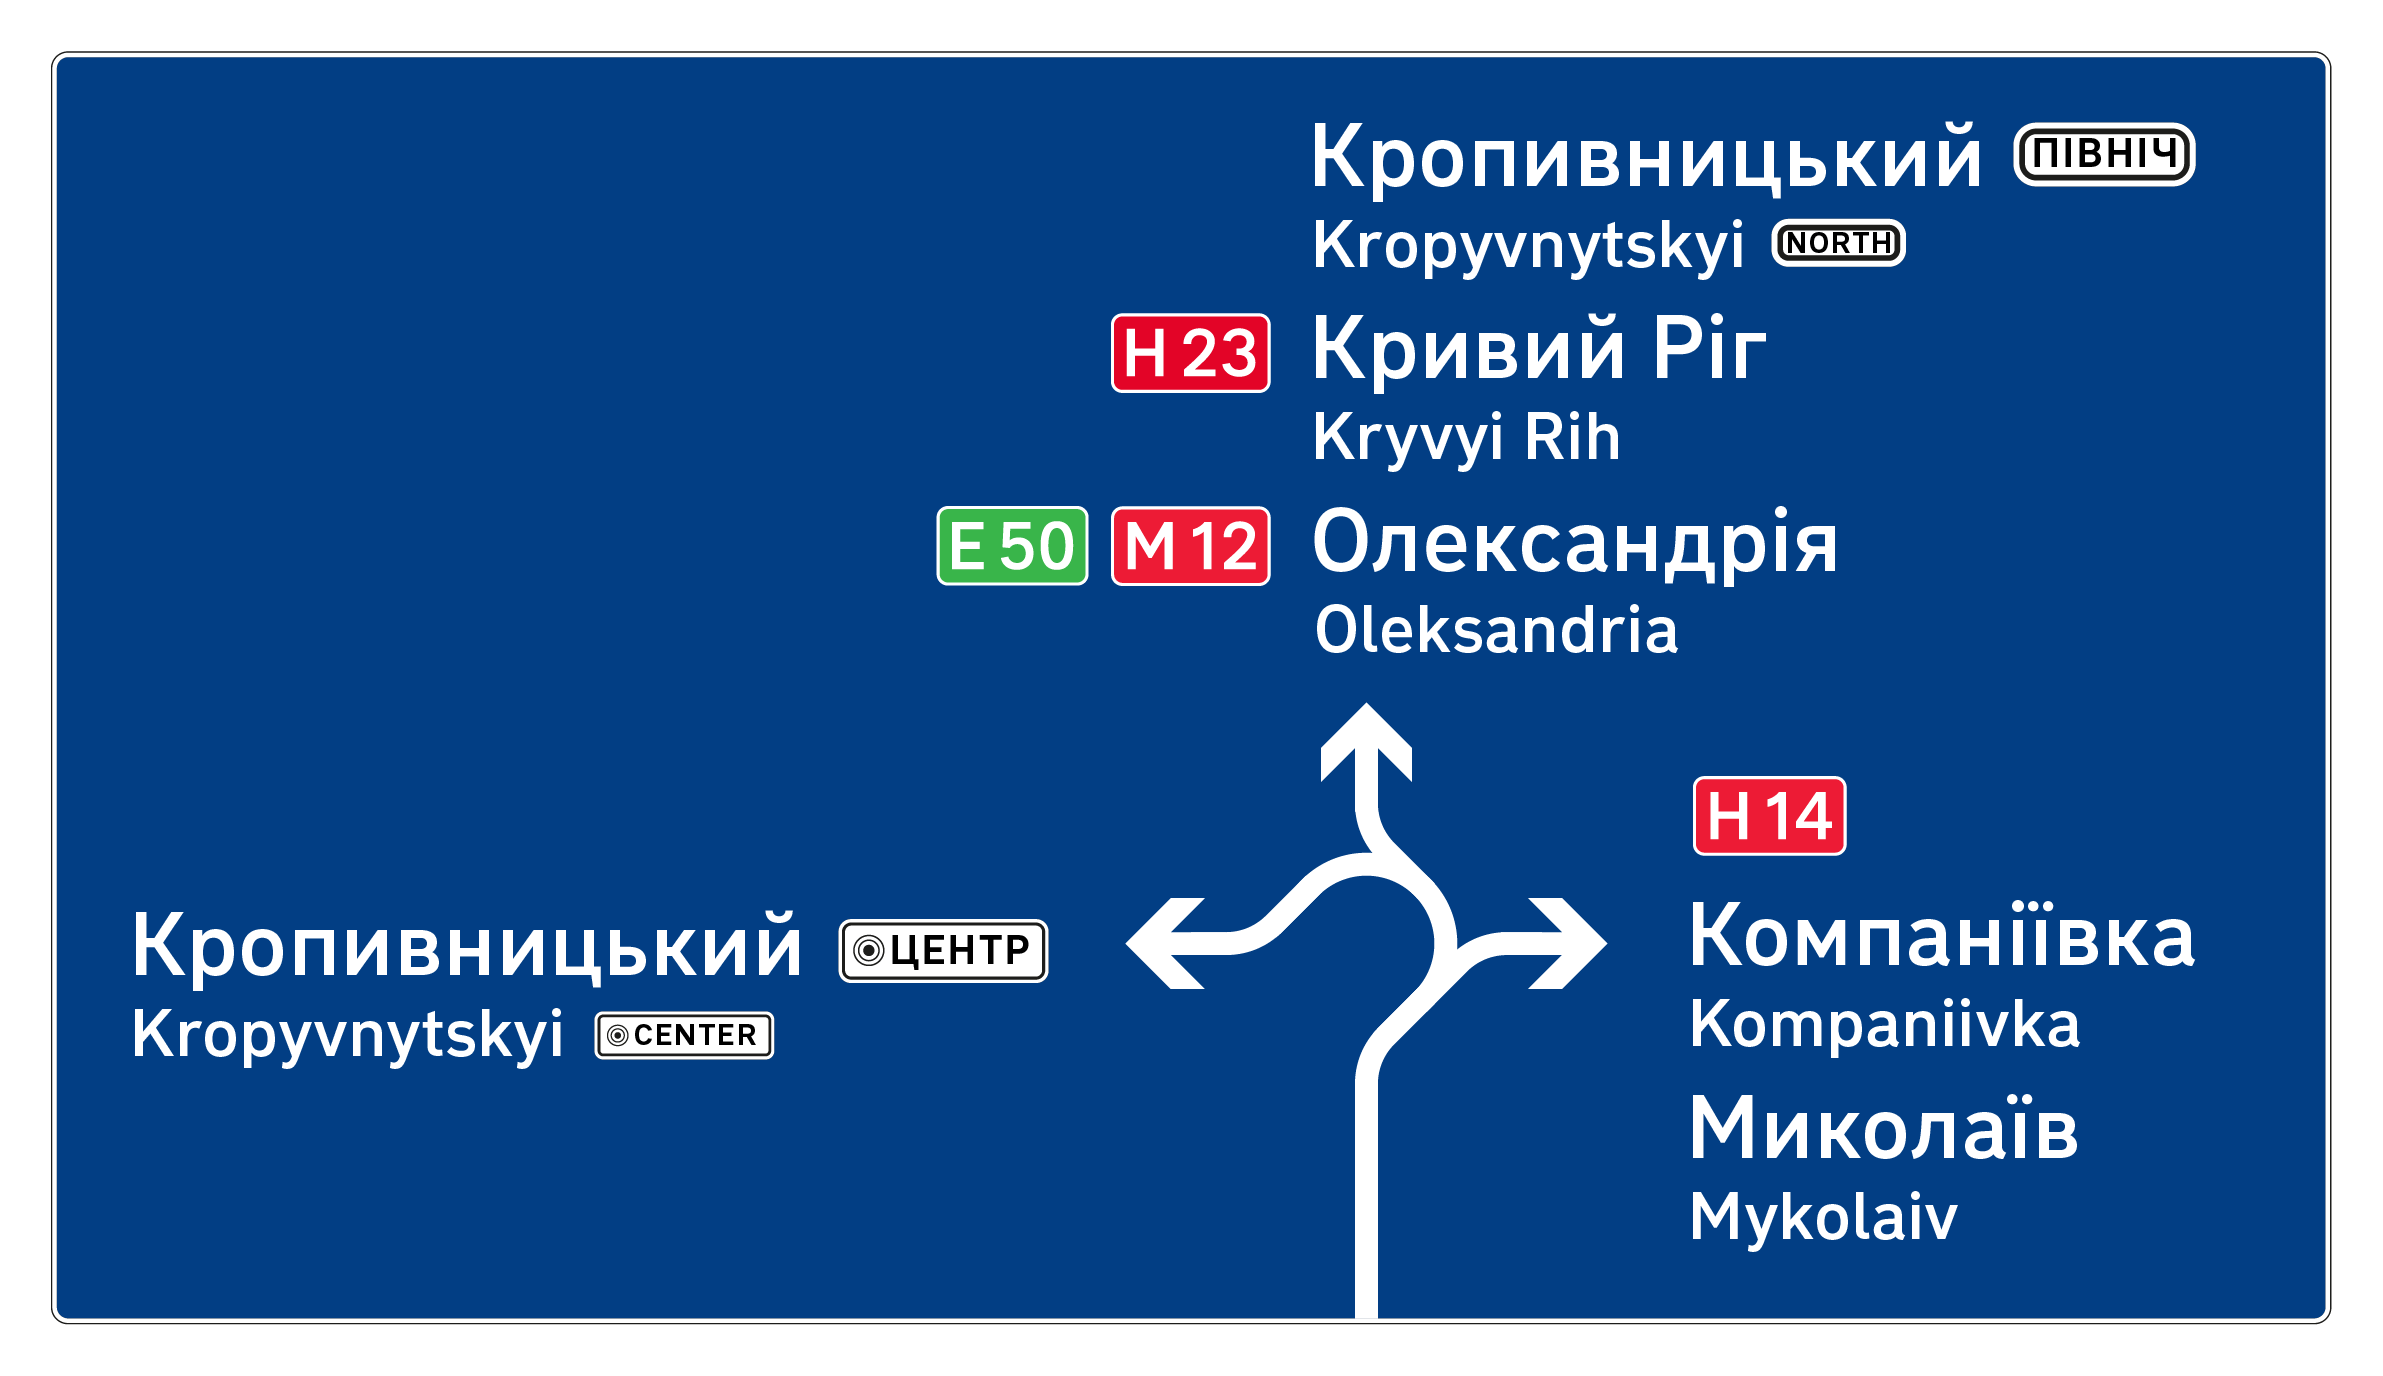 Кропивницький ПІВНІЧ
Kropyvnytskyi NORTH
Н 23 Кривий Ріг
Kryvyi Rih
Е 50 М 12 Олександрія
Oleksandria
Н 14
Компаніївка
Kompaniivka
Миколаїв
Mykolaiv
Кропивницький ЦЕНТР
Kropyvnytskyi CENTER